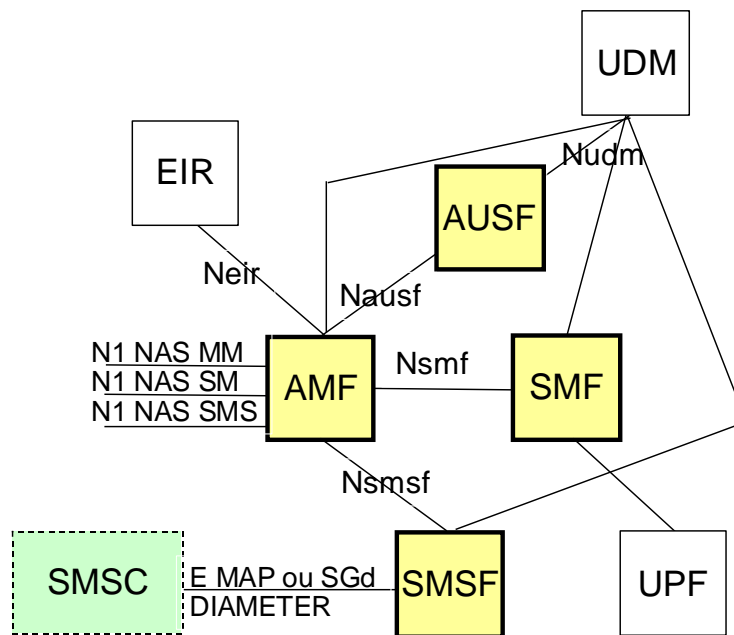 UDM
EIR
Nudm
AUSF
Neir
Nausf
N1 NAS MM
N1 NAS SM
N1 NAS SMS
AMF
Nsmf
SMF
Nsmsf
SMSC
E MAP ou SGd
DIAMETER
SMSF
UPF